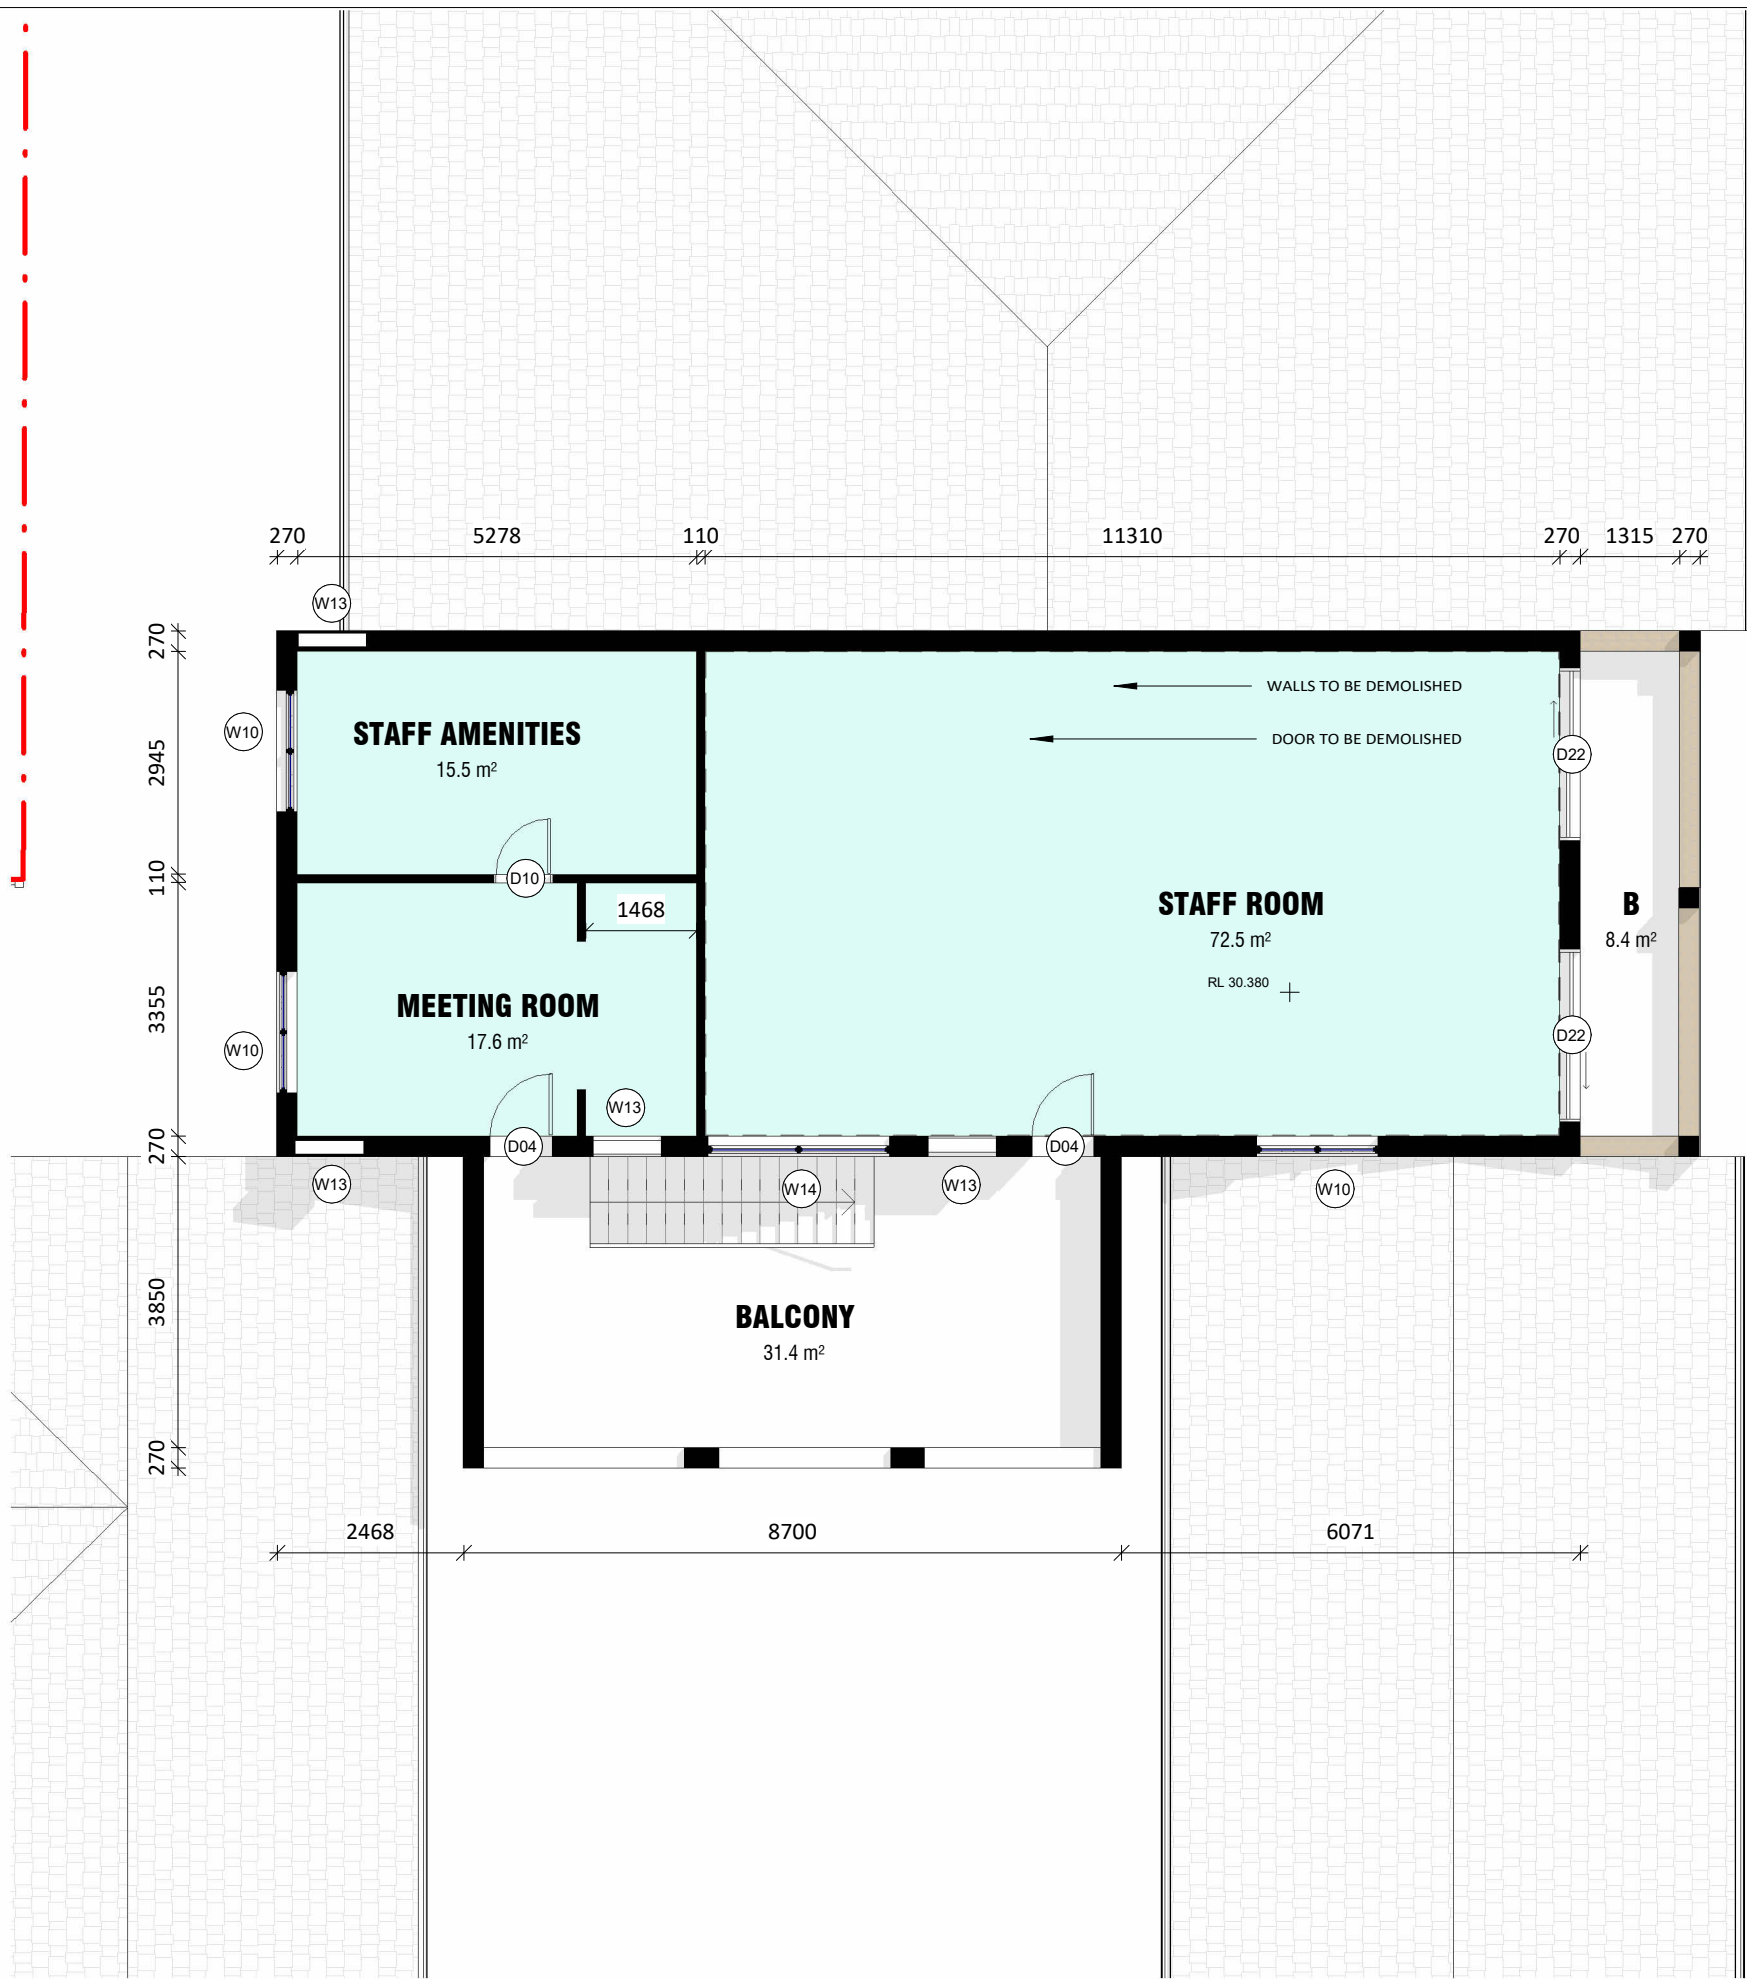 270 5278 110 11310 270 1315 270
W13
270
WALLS TO BE DEMOLISHED
W10
STAFF AMENITIES
15.5 m²
2945
DOOR TO BE DEMOLISHED
D22
110
D10
1468
STAFF ROOM
72.5 m²
B
8.4 m²
RL 30.380
3355
MEETING ROOM
17.6 m²
W10
D22
W13
270
D04
D04
W13
W14
W13
W10
3850
BALCONY
31.4 m²
270
2468 8700 6071